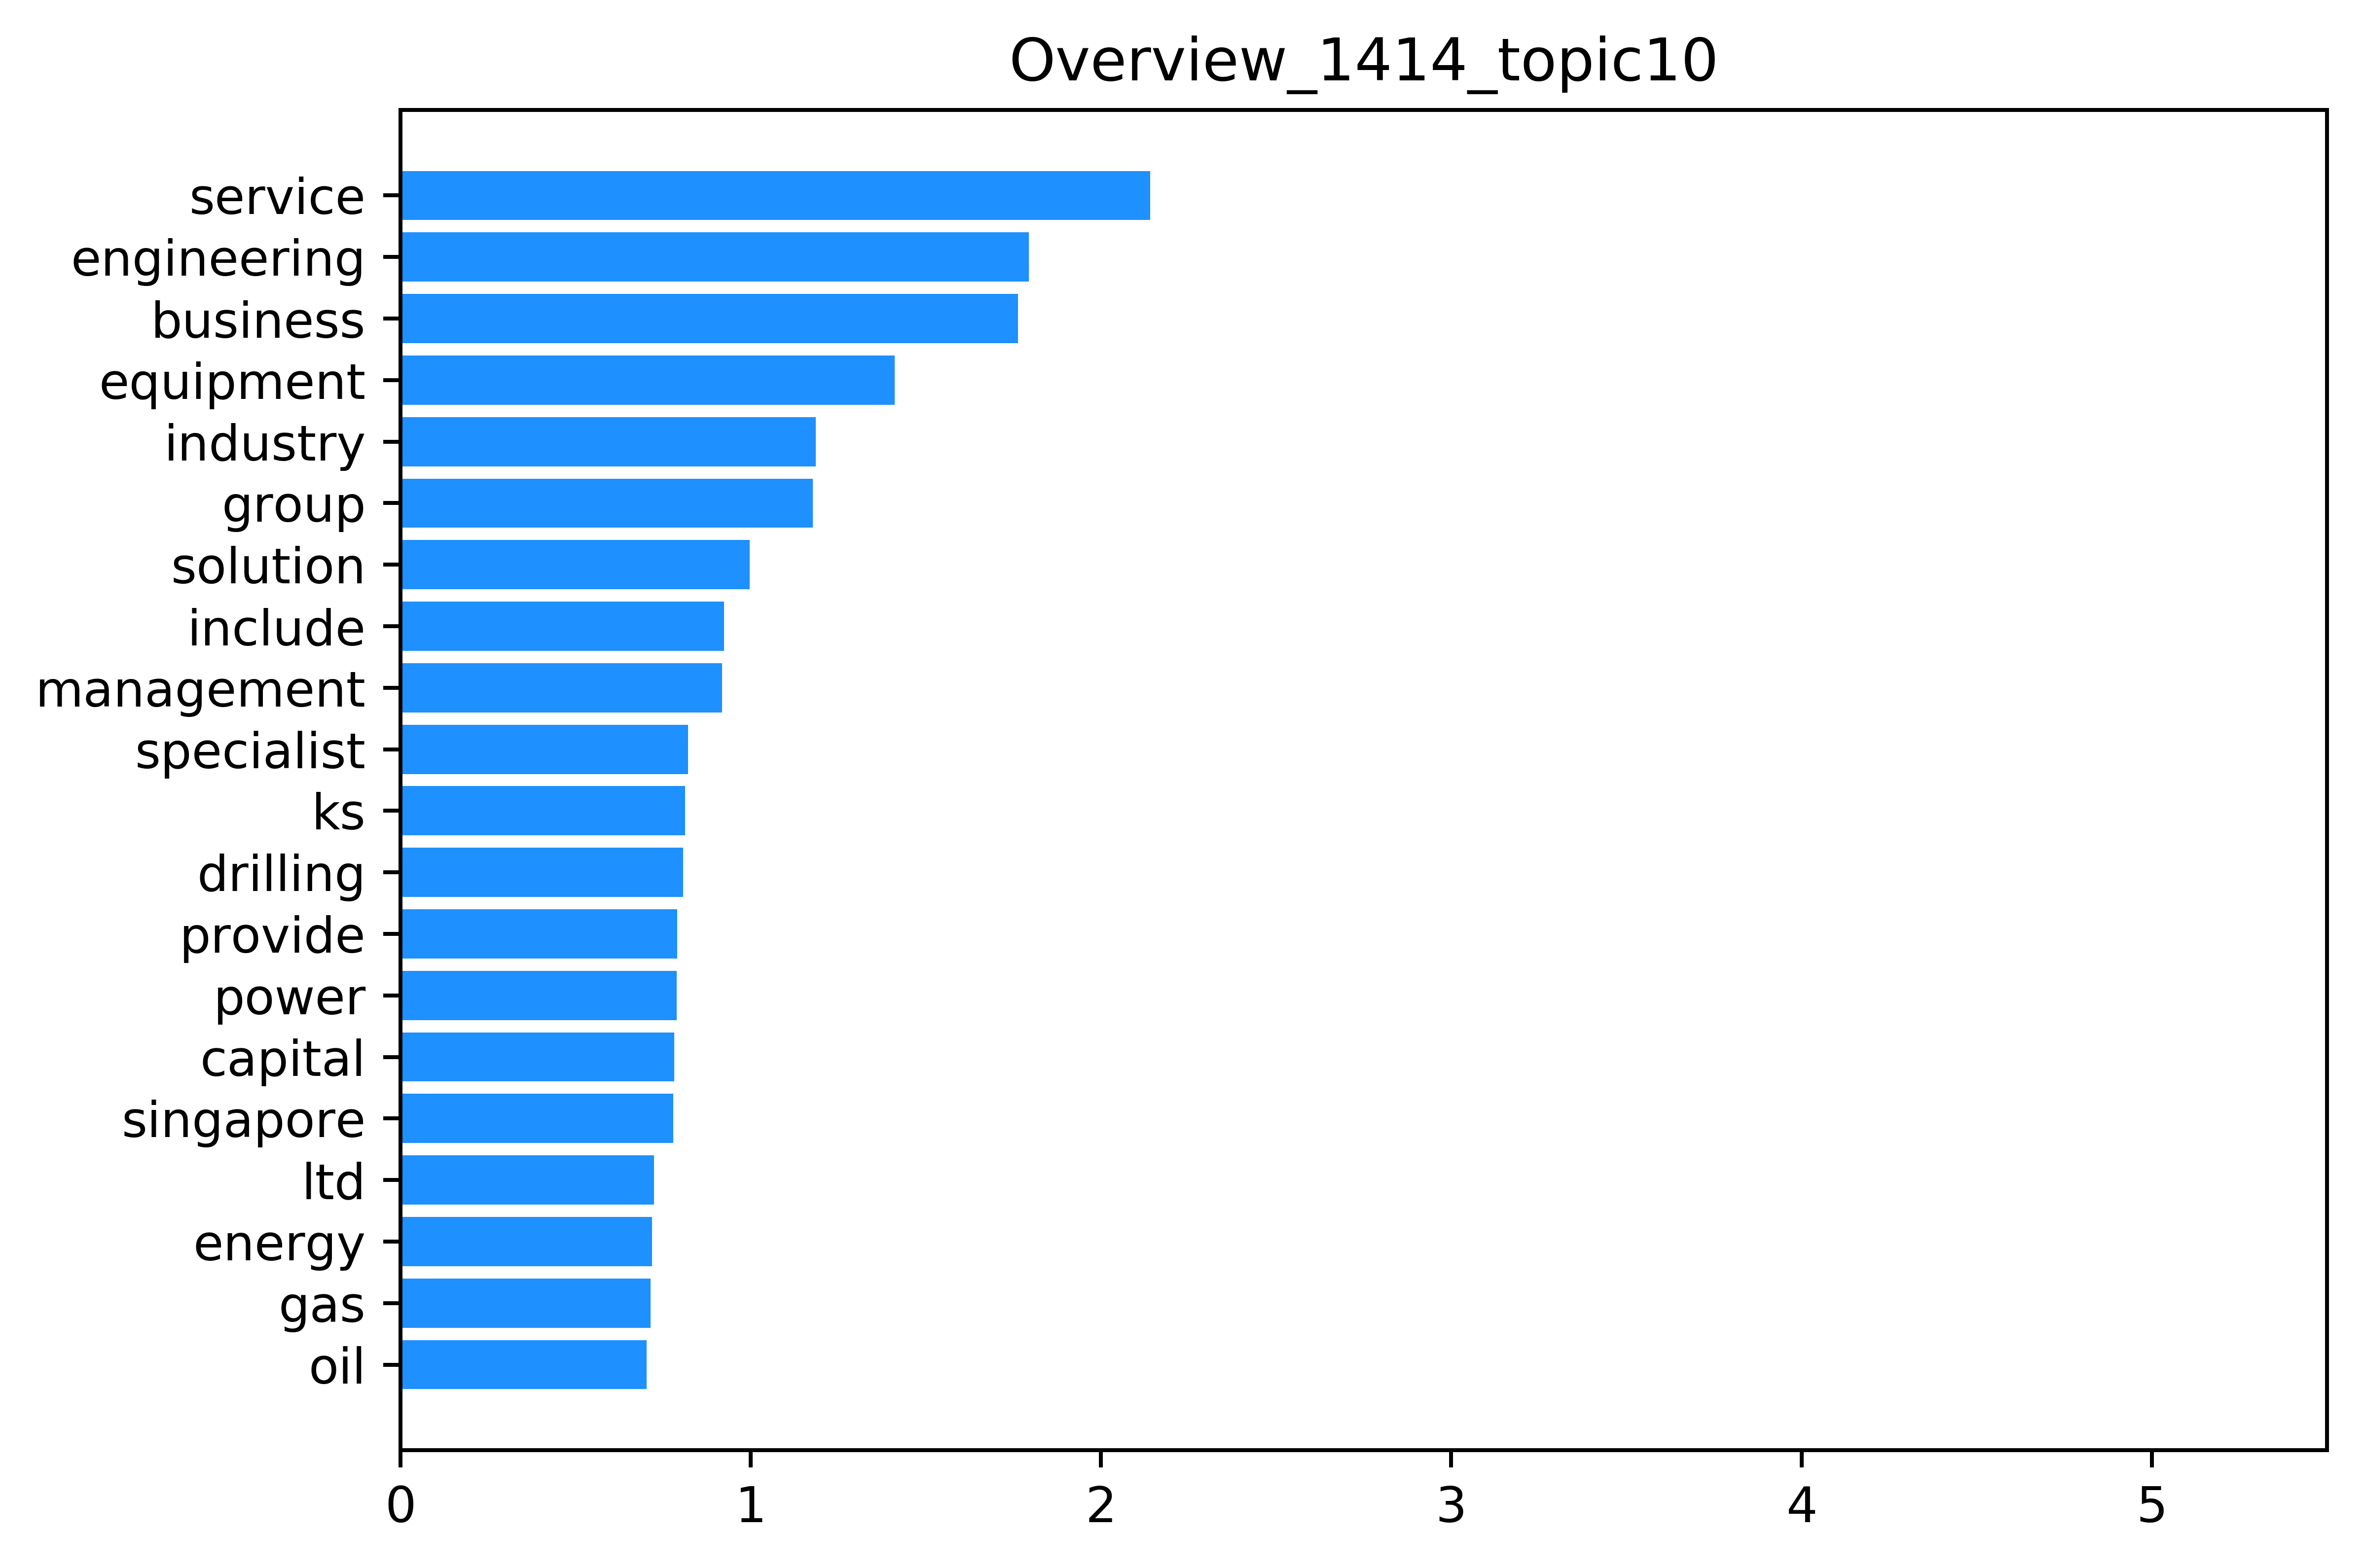 Overview_1414_topic10
service
engineering
business
equipment
industry
group
solution
include
management
specialist
ks
drilling
provide
power
capital
singapore
ltd
energy
gas
oil
0 1 2 3 4 5